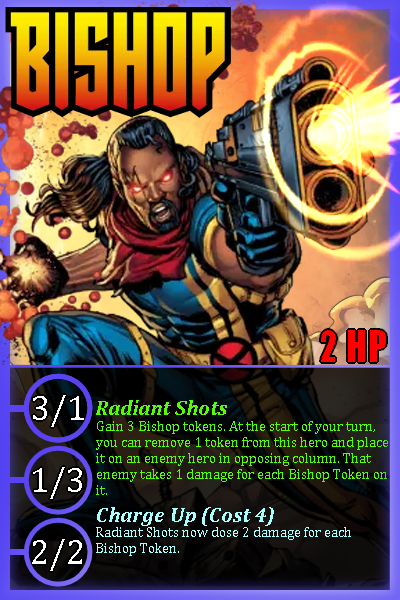 BISHOP
2 HP
3/1
Radiant Shots
Gain 3 Bishop tokens. At the start of your turn,
you can remove 1 token from this hero and place
it on an enemy hero in opposing column. That
enemy takes 1 damage for each Bishop Token on
it.
1/3
Charge Up (Cost 4)
Radiant Shots now dose 2 damage for each
Bishop Token.
2/2